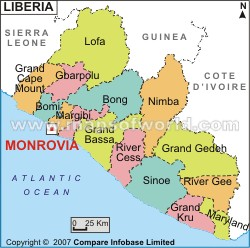 LIBERIA
SIERRA
LEONE
GUINEA
COTE
D'IVOIRE
Lofa
Grand
Cape
Mount
Gbarpolu
Bomi
Bong
Nimba
Margibi
MONROVIA
Grand
Bassa
River
Cess
Grand Gedeh
Sinoe
River Gee
Grand
Kru
Maryland
ATLANTIC
OCEAN
0 25 Km
Copyright © 2007 Compare Infobase Limited